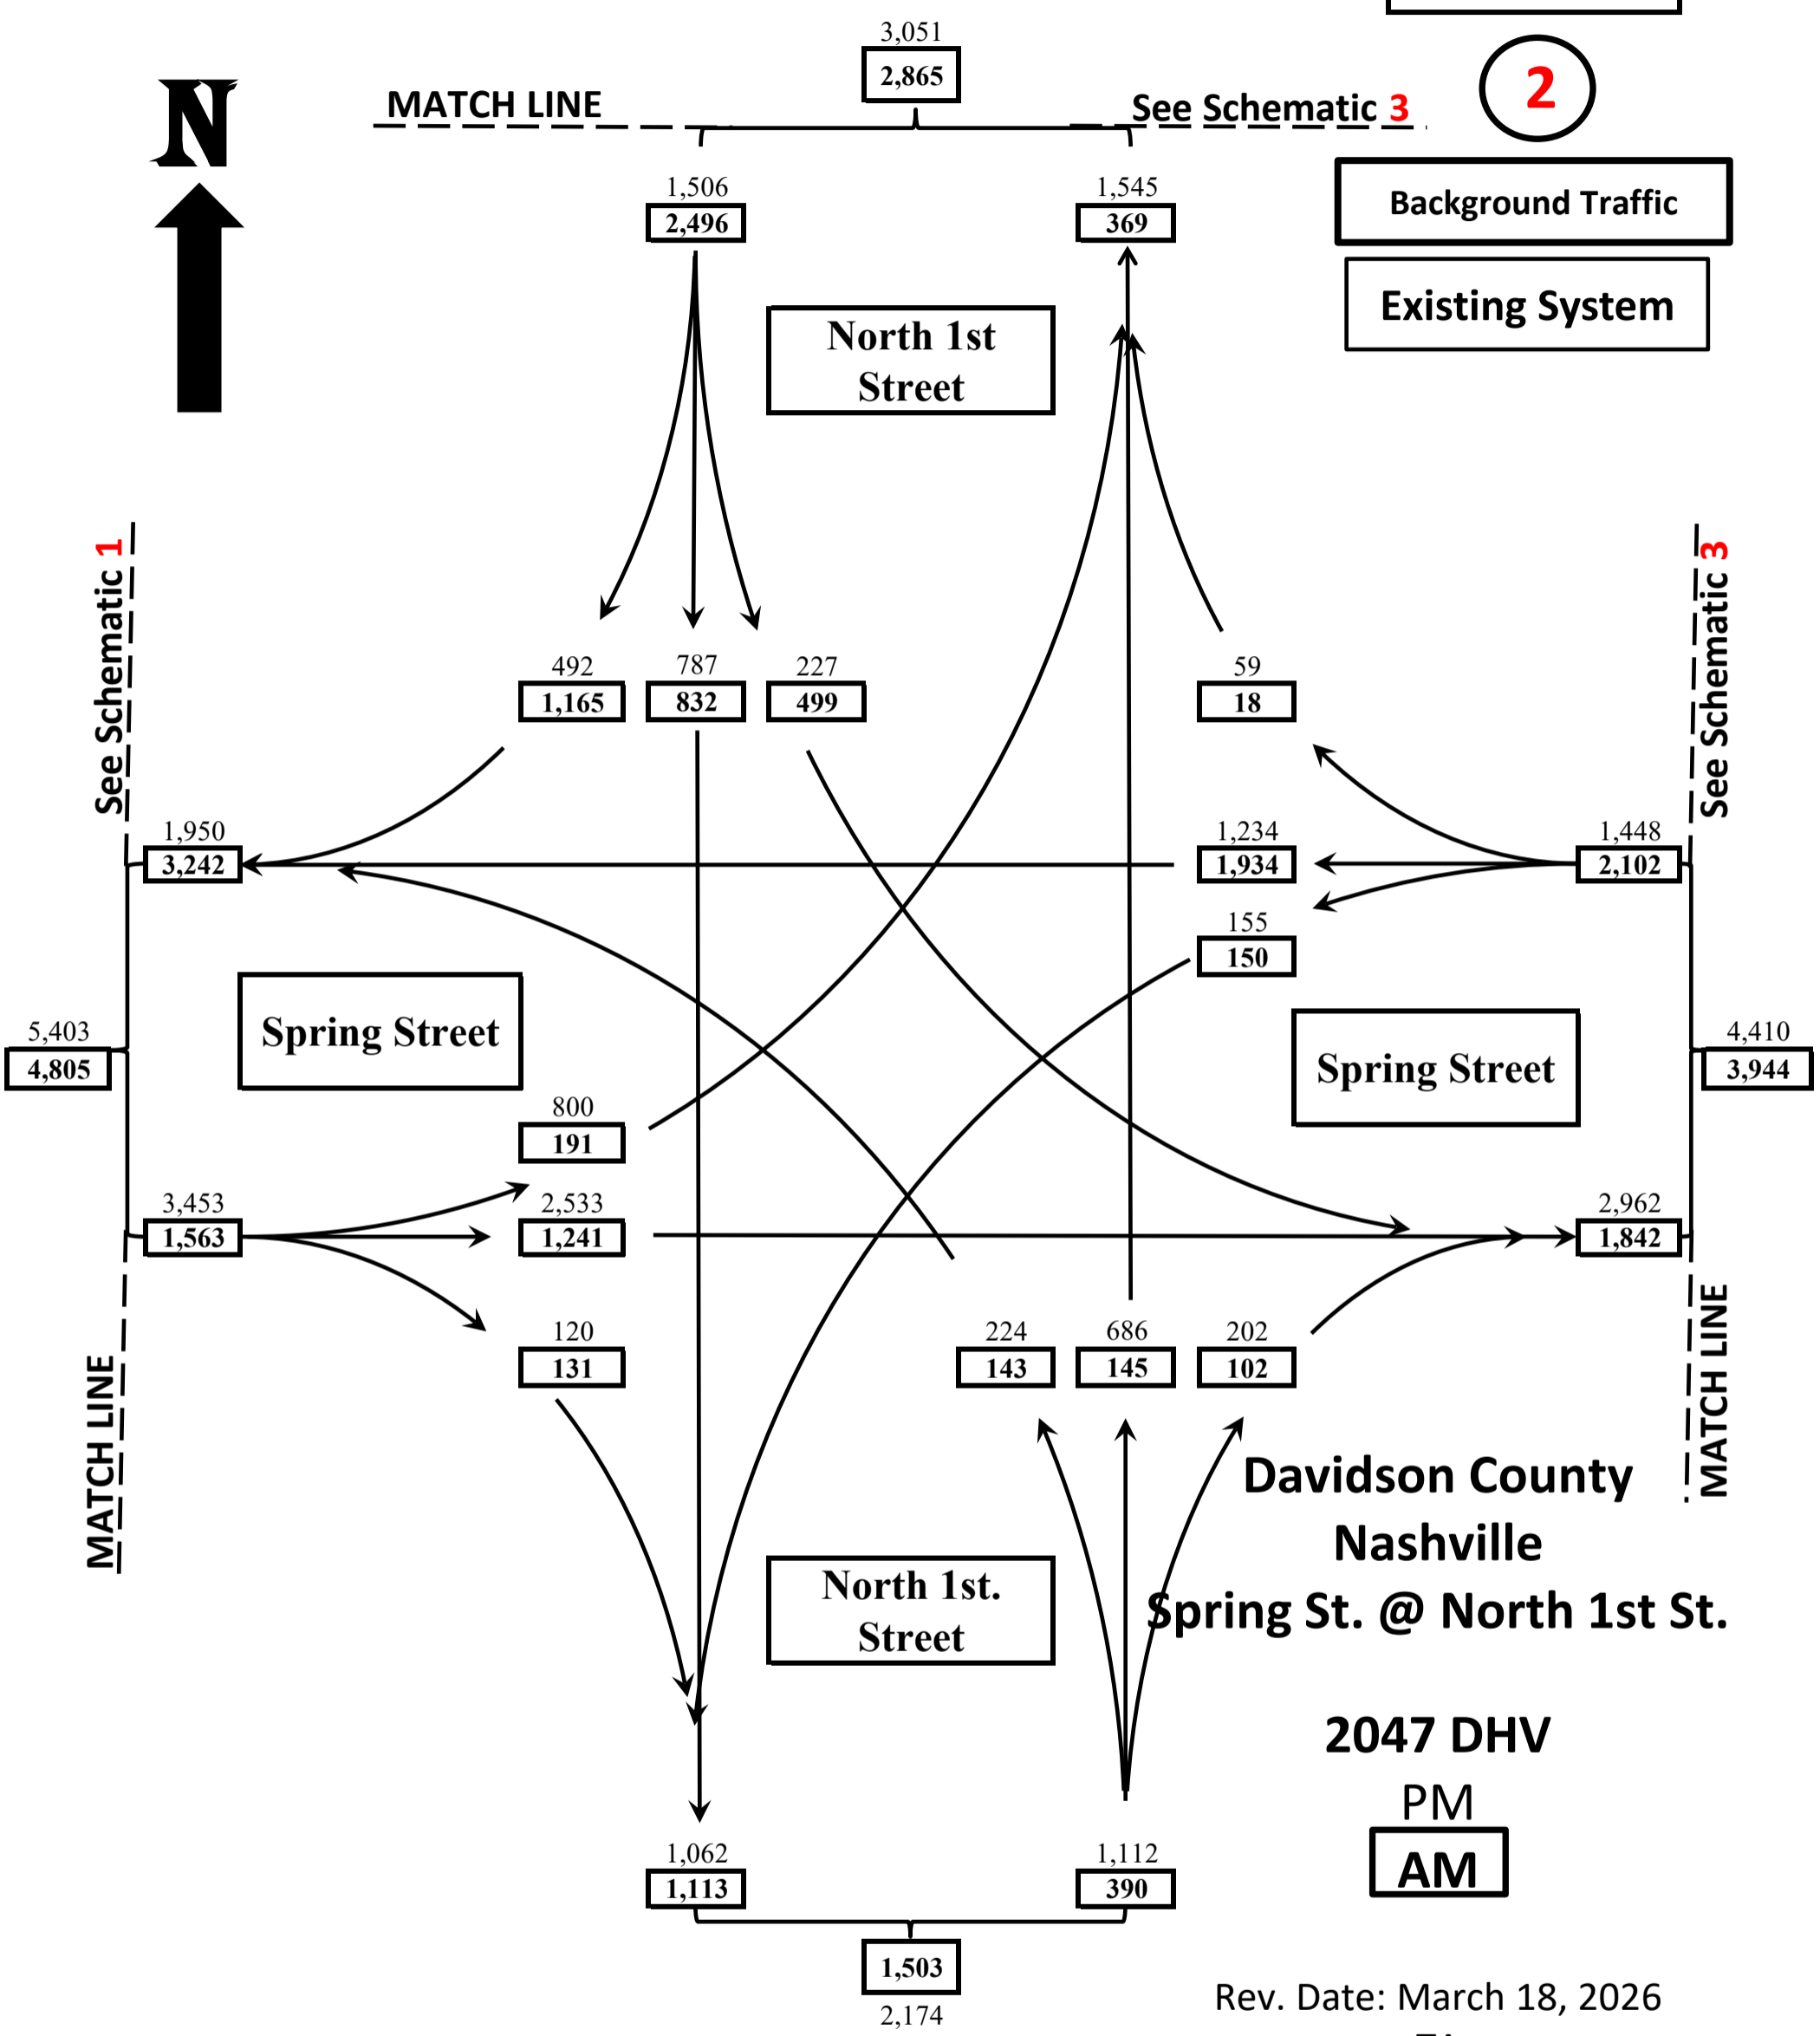 3,051
2,865
N
MATCH LINE
See Schematic 3
2
1,506
2,496
1,545
369
Background Traffic
Existing System
North 1st
Street
See Schematic 1
See Schematic 3
492
1,165
787
832
227
499
59
18
1,950
3,242
1,234
1,934
1,448
2,102
155
150
Spring Street
Spring Street
5,403
4,805
4,410
3,944
800
191
3,453
1,563
2,533
1,241
2,962
1,842
120
131
224
143
686
145
202
102
MATCH LINE
MATCH LINE
Davidson County
Nashville
Spring St. @ North 1st St.
North 1st.
Street
2047 DHV
PM
AM
1,062
1,113
1,112
390
1,503
2,174
Rev. Date: March 18, 2026